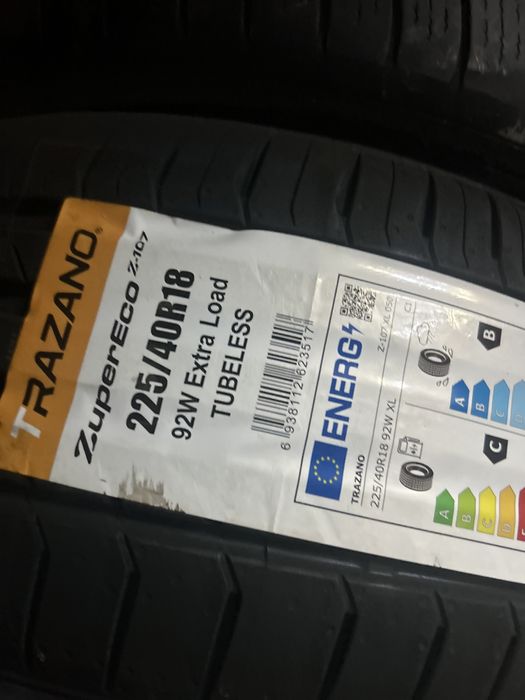 TRAZANO
ZuperEco Z-107
225/40R18
92W Extra Load
TUBELESS
6 938112 623517
ENERG
TRAZANO
225/40R18 92W XL
C1
B
A
B
C
D
C
A
B
C
D
E